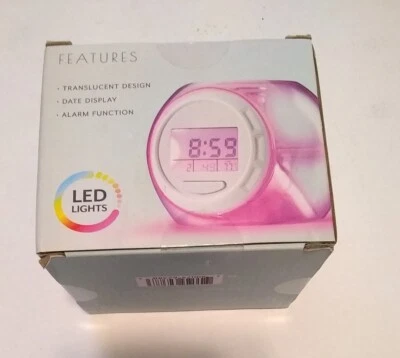 FEATURES
· TRANSLUCENT DESIGN
· DATE DISPLAY
· ALARM FUNCTION
8:59
LED
LIGHTS